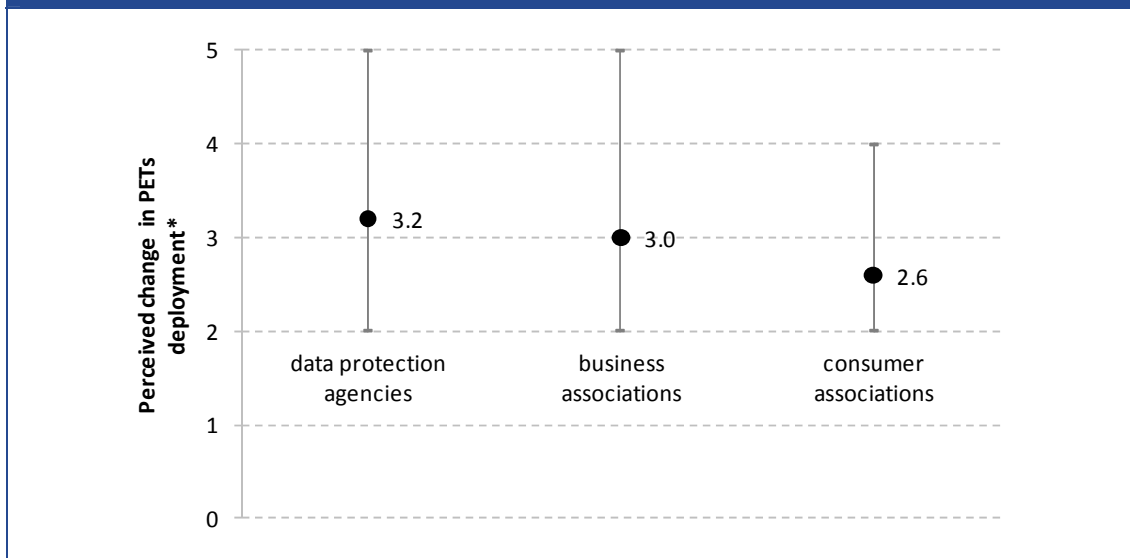 5
4
3
2
1
0
Perceived change in PETs
deployment*
3.2
3.0
2.6
data protection
agencies
business
associations
consumer
associations